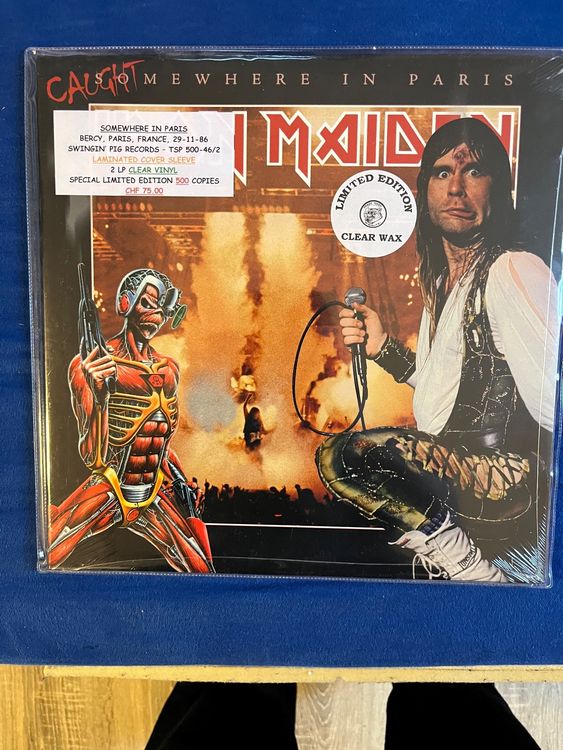 CAUGHT
SOMEWHERE IN PARIS
IRON MAIDEN
SOMEWHERE IN PARIS
BERCY, PARIS, FRANCE, 29-11-86
SWINGIN' PIG RECORDS - TSP 500-46/2
LAMINATED COVER SLEEVE
2 LP CLEAR VINYL
SPECIAL LIMITED EDITION 500 COPIES
CHF 75.00
LIMITED EDITION
CLEAR WAX